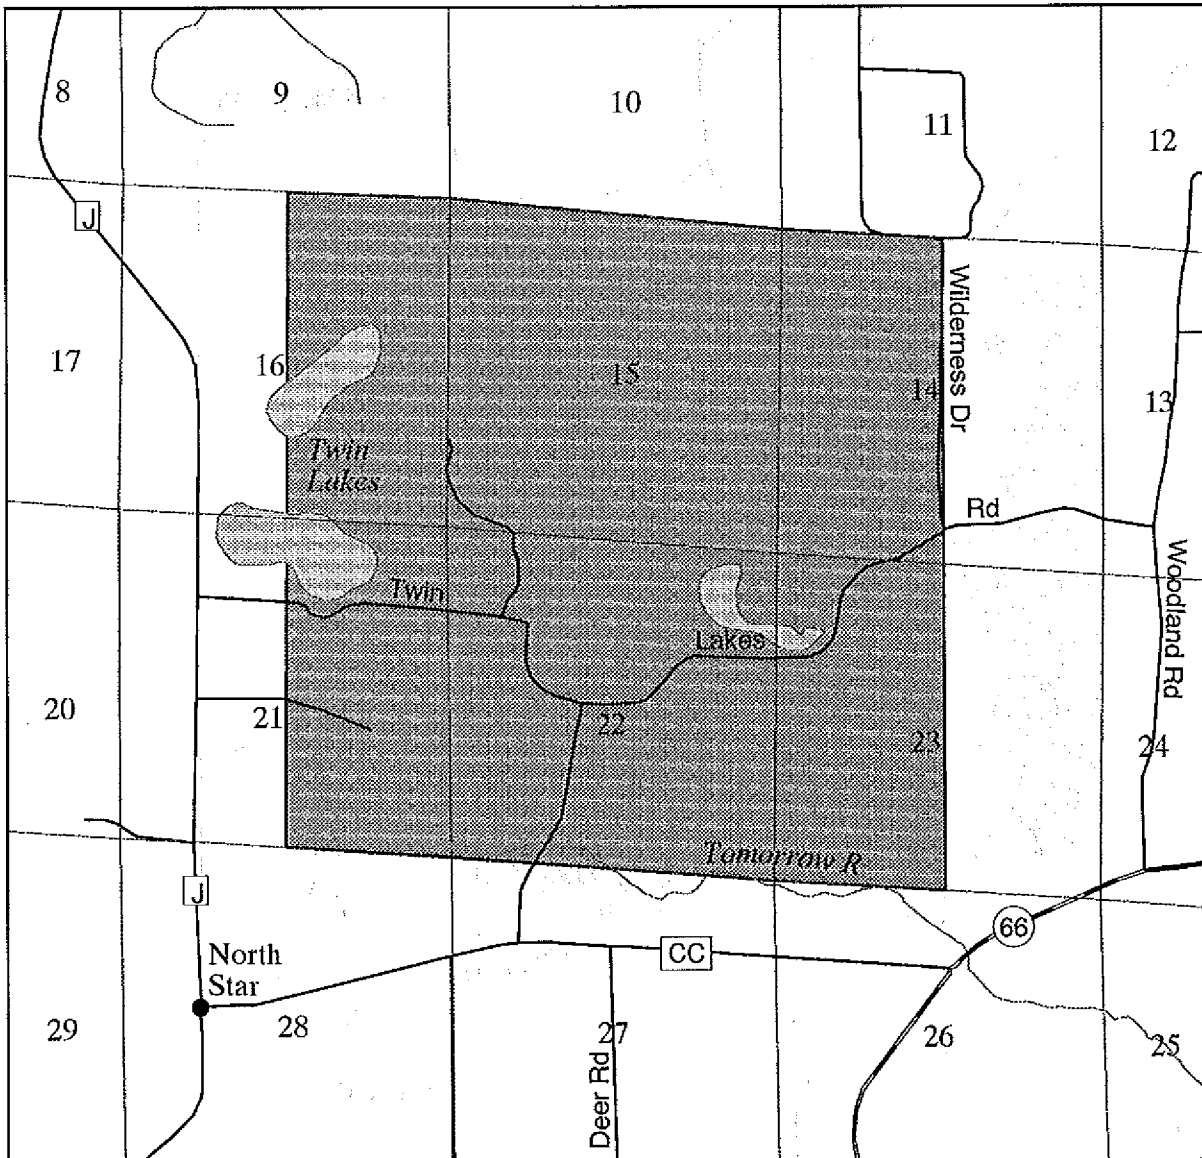 8
9
10
11
12
J
17
16
15
14
Wilderness Dr
13
Twin
Lakes
Rd
Twin
Lakes
Woodland Rd
20
21
22
23
24
Tomorrow R
J
66
CC
North
Star
29
28
27
26
25
Deer Rd